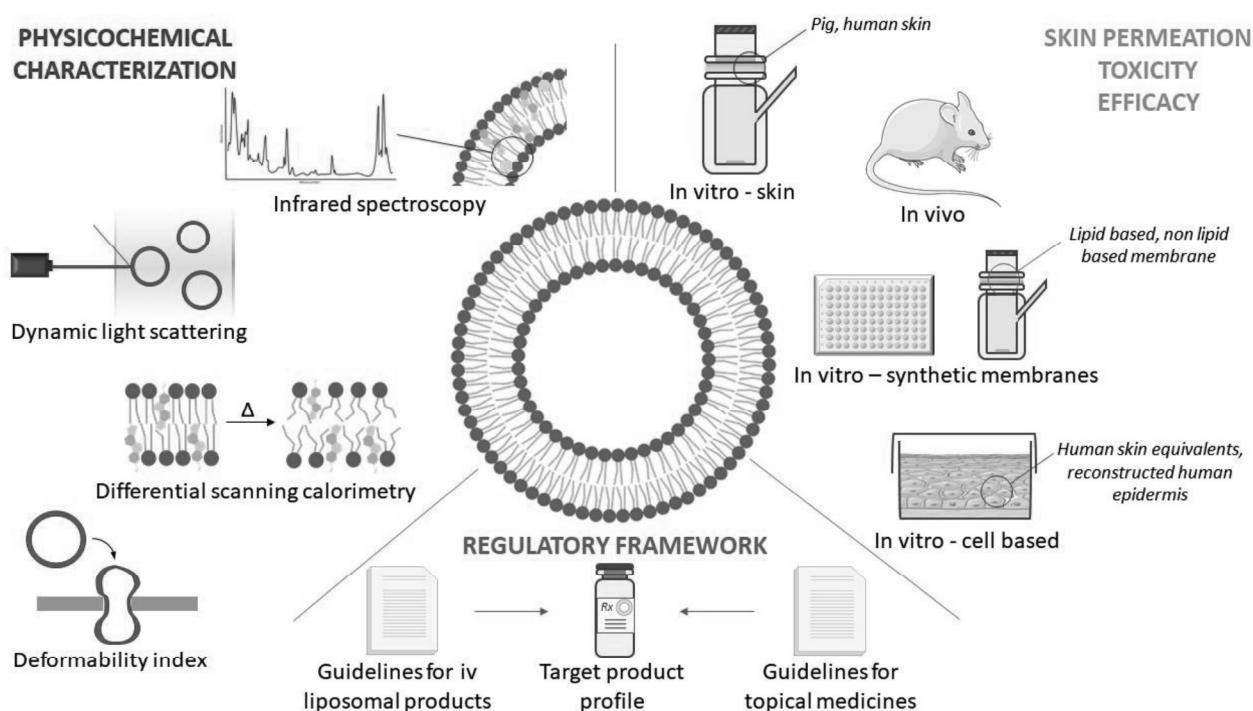 PHYSICOCHEMICAL
CHARACTERIZATION
Infrared spectroscopy
Dynamic light scattering
Δ
Differential scanning calorimetry
Deformability index
SKIN PERMEATION
TOXICITY
EFFICACY
Pig, human skin
In vitro - skin
In vivo
Lipid based, non lipid
based membrane
In vitro – synthetic membranes
Human skin equivalents,
reconstructed human
epidermis
In vitro - cell based
REGULATORY FRAMEWORK
Rx
Guidelines for iv
liposomal products
Target product
profile
Guidelines for
topical medicines